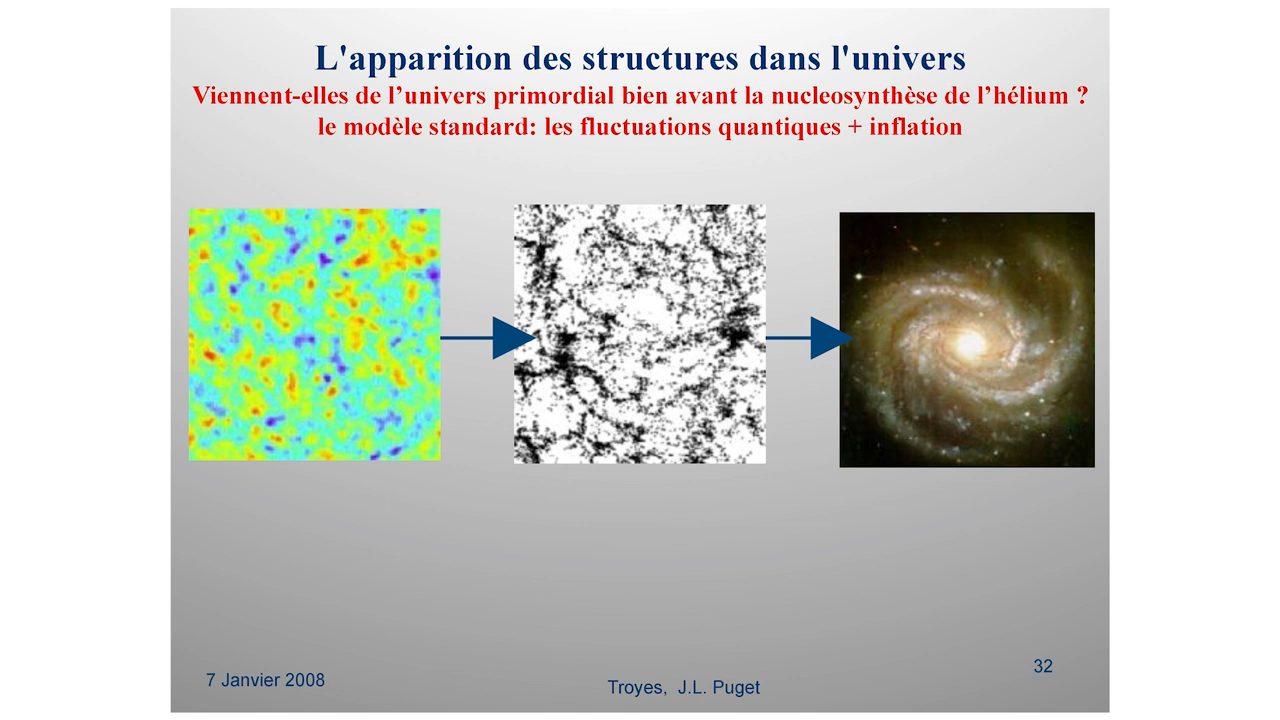 L'apparition des structures dans l'univers
Viennent-elles de l’univers primordial bien avant la nucleosynthèse de l’hélium ?
le modèle standard: les fluctuations quantiques + inflation
32
7 Janvier 2008
Troyes, J.L. Puget